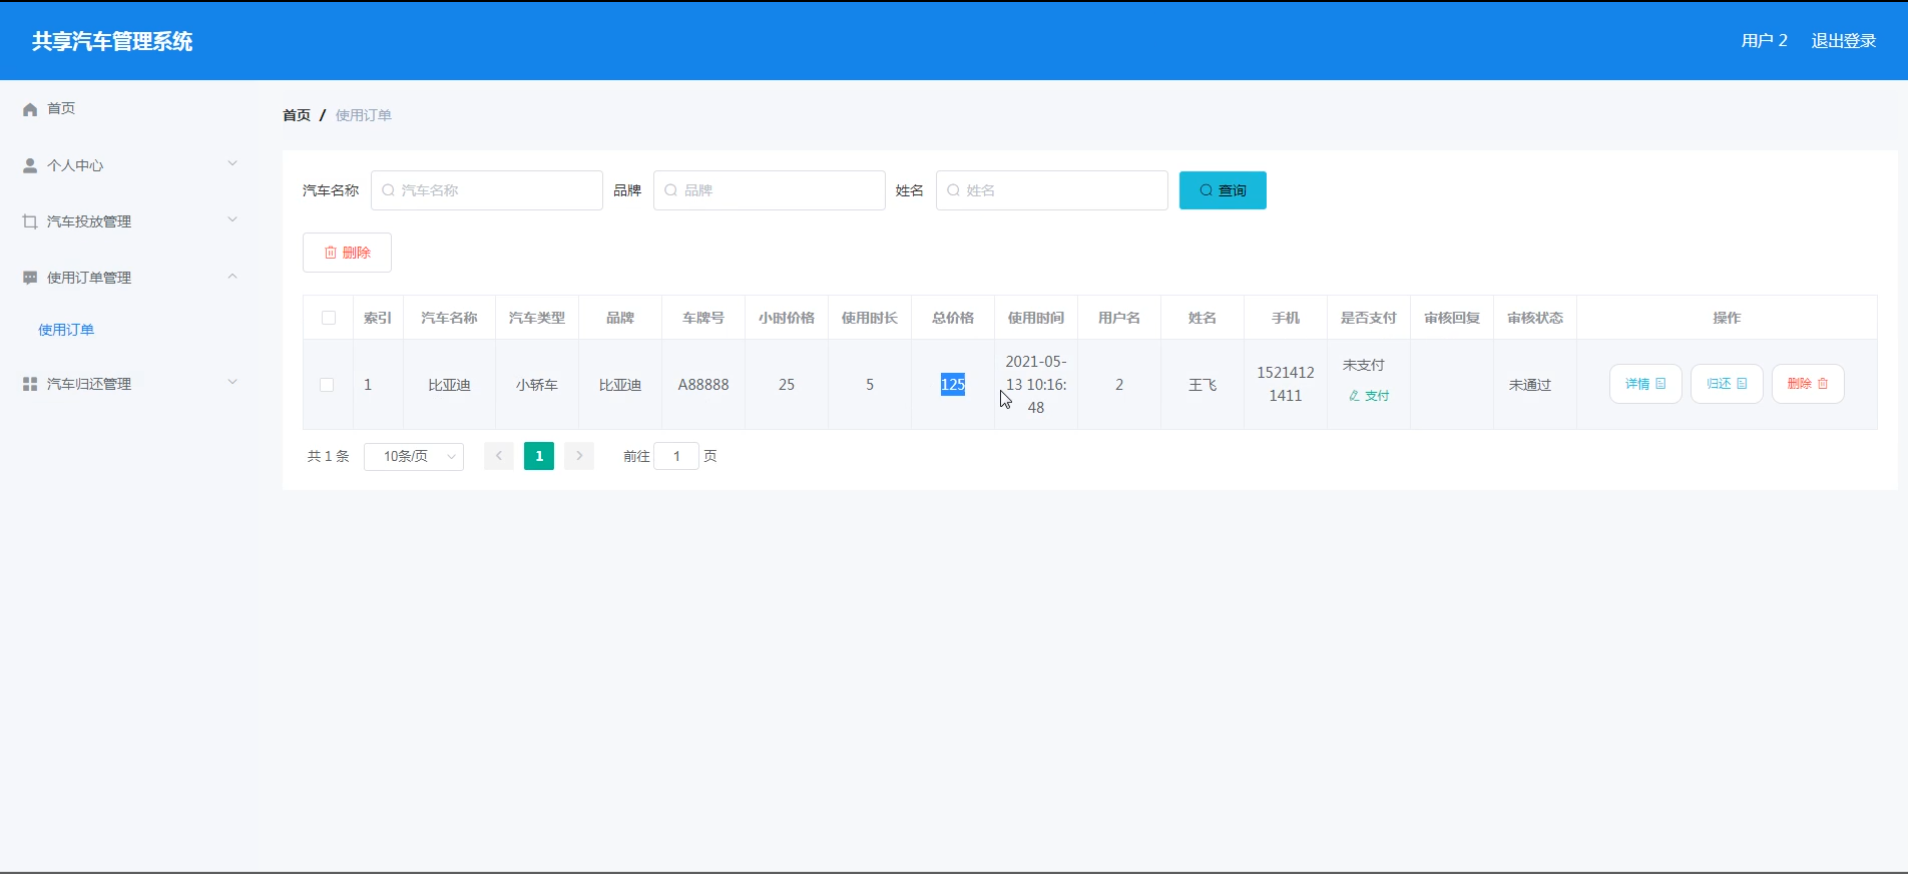 共享汽车管理系统
用户 2 退出登录
首页
首页 / 使用订单
个人中心
汽车名称 汽车名称 品牌 品牌 姓名 姓名 查询
汽车投放管理
删除
使用订单管理
索引 汽车名称 汽车类型 品牌 车牌号 小时价格 使用时长 总价格 使用时间 用户名 姓名 手机 是否支付 审核回复 审核状态 操作
使用订单
1 比亚迪 小轿车 比亚迪 A88888 25 5 125 2021-05-13 10:16:48 2 王飞 15214121411 未支付 支付 未通过 详情 归还 删除
汽车归还管理
共 1 条 10条/页 1 前往 1 页